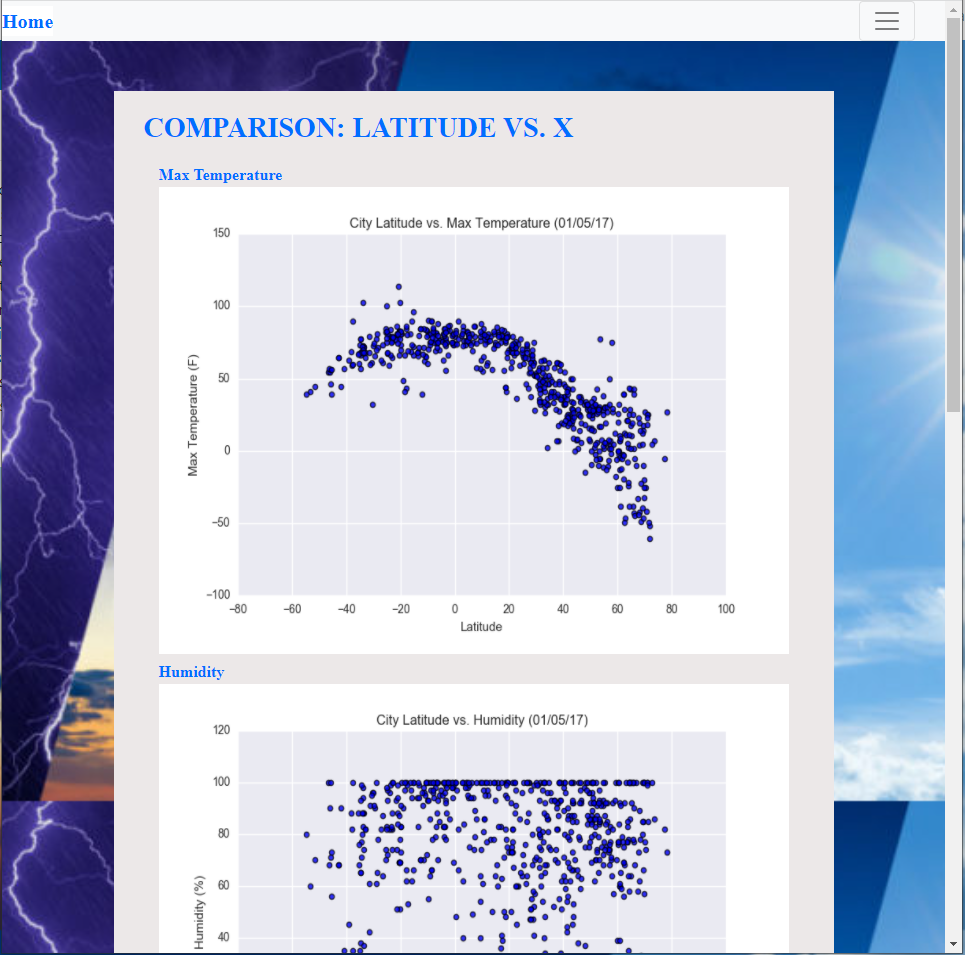 Home
COMPARISON: LATITUDE VS. X
Max Temperature
City Latitude vs. Max Temperature (01/05/17)
150
100
50
0
−50
−100
Max Temperature (F)
−80 −60 −40 −20 0 20 40 60 80 100
Latitude
Humidity
City Latitude vs. Humidity (01/05/17)
120
100
80
60
40
Humidity (%)